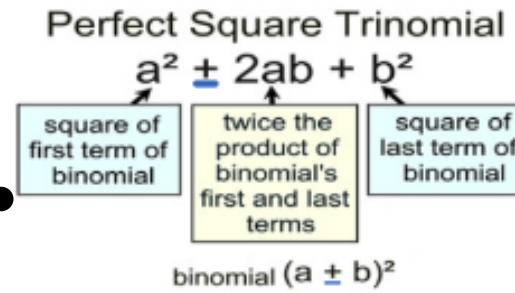 Perfect Square Trinomial
a² ± 2ab + b²
square of
first term of
binomial
twice the
product of
binomial's
first and last
terms
square of
last term of
binomial
binomial (a ± b)²